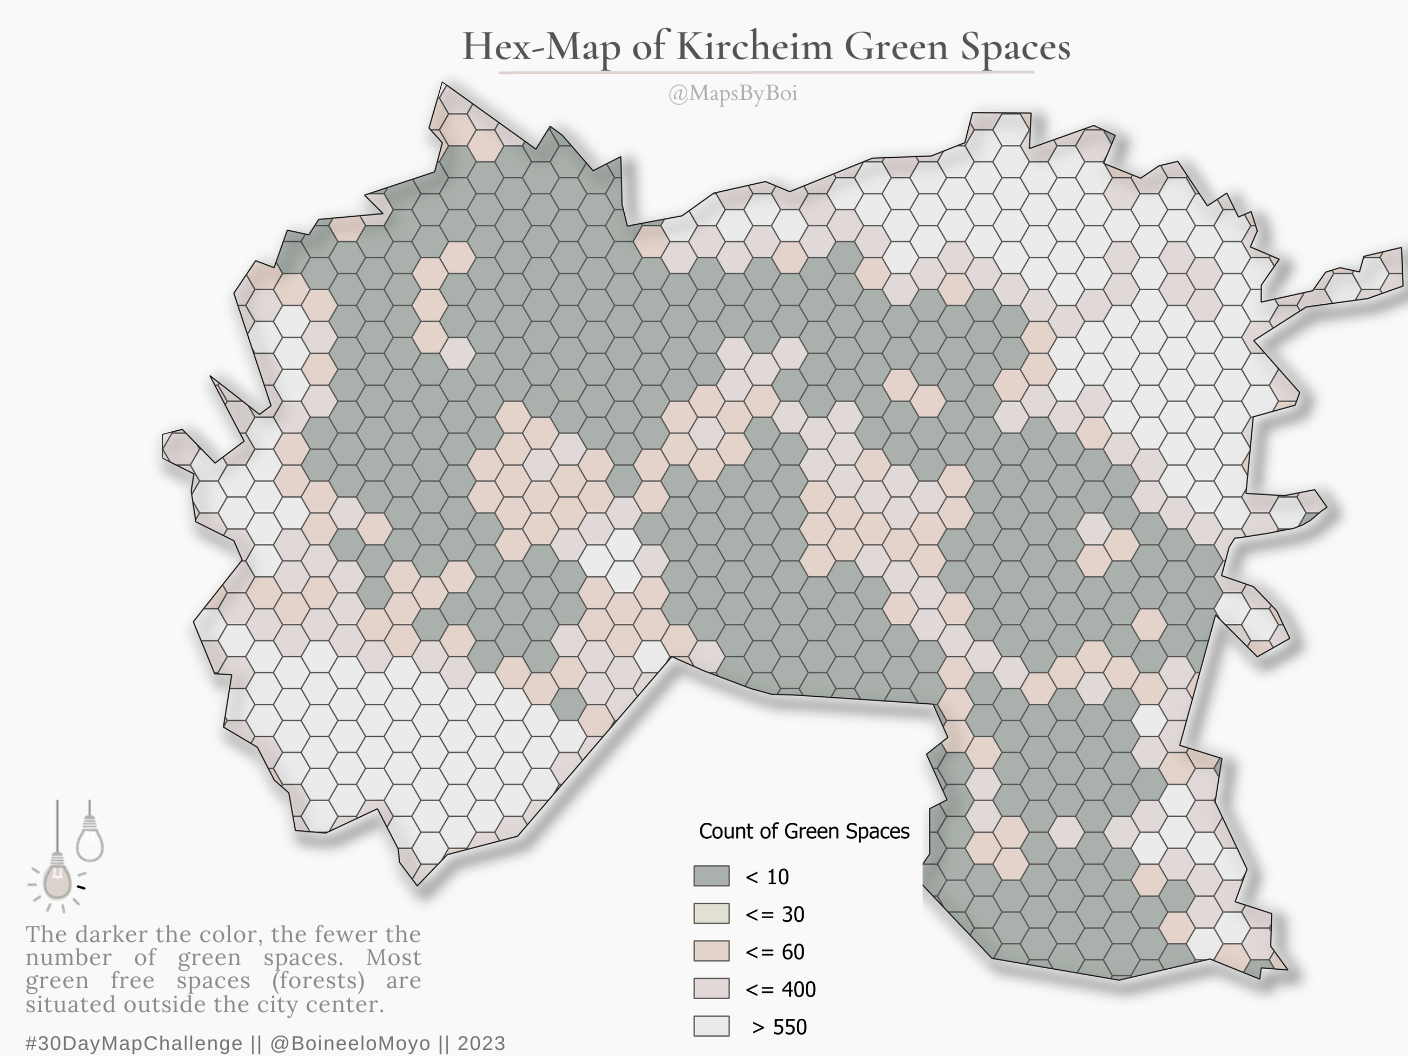 Hex-Map of Kircheim Green Spaces
@MapsByBoi
Count of Green Spaces
< 10
<= 30
<= 60
<= 400
> 550
The darker the color, the fewer the
number of green spaces. Most
green free spaces (forests) are
situated outside the city center.
#30DayMapChallenge || @BoineeloMoyo || 2023